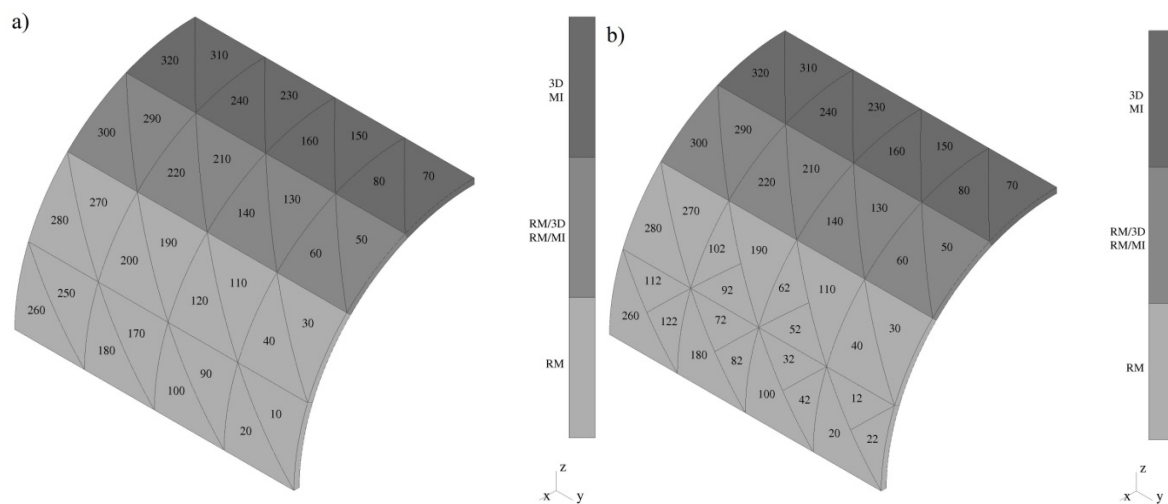 a)
320 310
240 230
160 150
80 70
300 290
220 210
140 130
60 50
280 270
200 190
120 110
40 30
260 250
180 170
100 90
20 10
3D
MI
RM/3D
RM/MI
RM
z
x y
b)
320 310
240 230
160 150
80 70
300 290
220 210
140 130
60 50
280 270
102 190
92
62 110
52
40 30
112
260 122
72
180 82
32
100 42
12
20 22
3D
MI
RM/3D
RM/MI
RM
z
x y